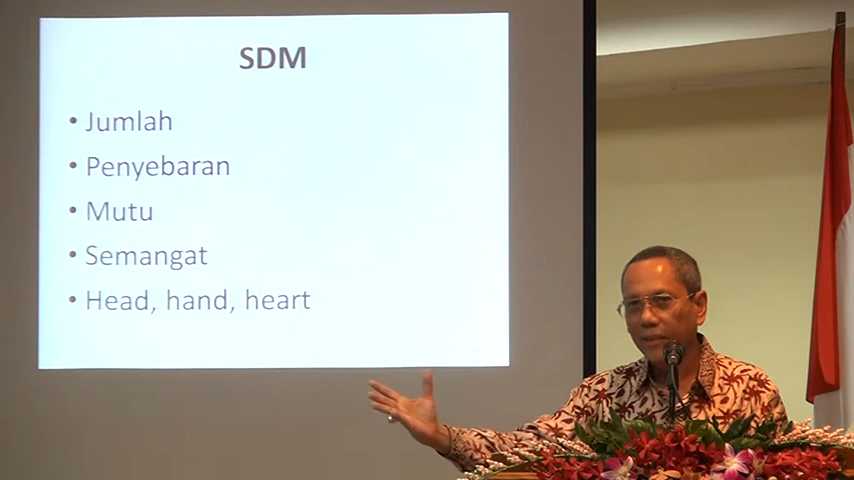 SDM
• Jumlah
• Penyebaran
• Mutu
• Semangat
• Head, hand, heart